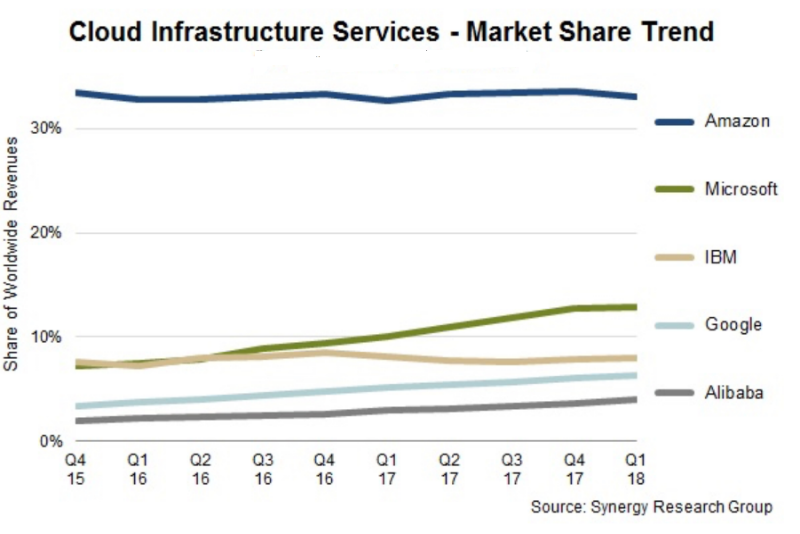 Cloud Infrastructure Services - Market Share Trend
Share of Worldwide Revenues
30%
20%
10%
0%
Q4 Q1 Q2 Q3 Q4 Q1 Q2 Q3 Q4 Q1
15 16 16 16 16 17 17 17 17 18
Amazon
Microsoft
IBM
Google
Alibaba
Source: Synergy Research Group